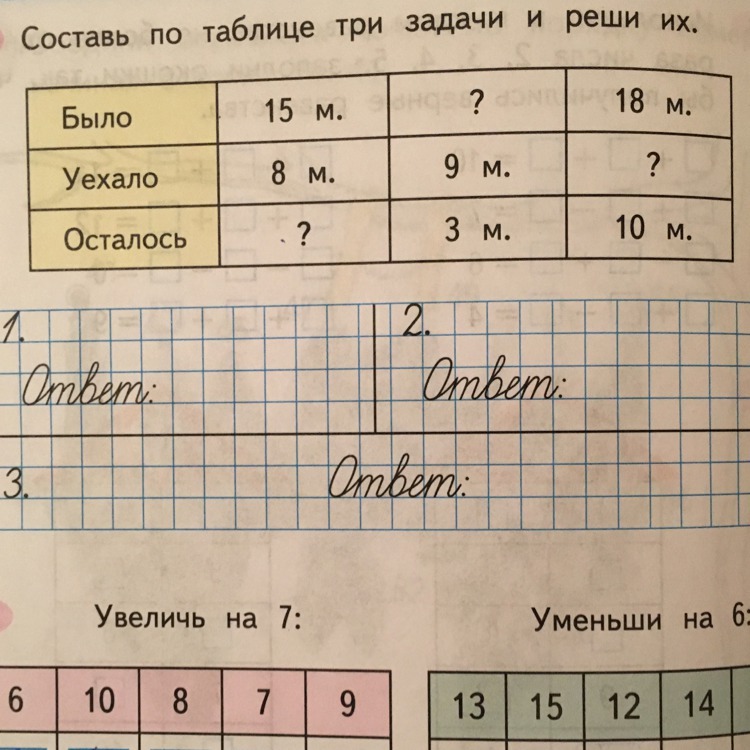 Составь по таблице три задачи и реши их.
Было 15 м. ? 18 м.
Уехало 8 м. 9 м. ?
Осталось ? 3 м. 10 м.
1. 2.
Ответ: Ответ:
3. Ответ:
Увеличь на 7: Уменьши на 6:
6 10 8 7 9 13 15 12 14